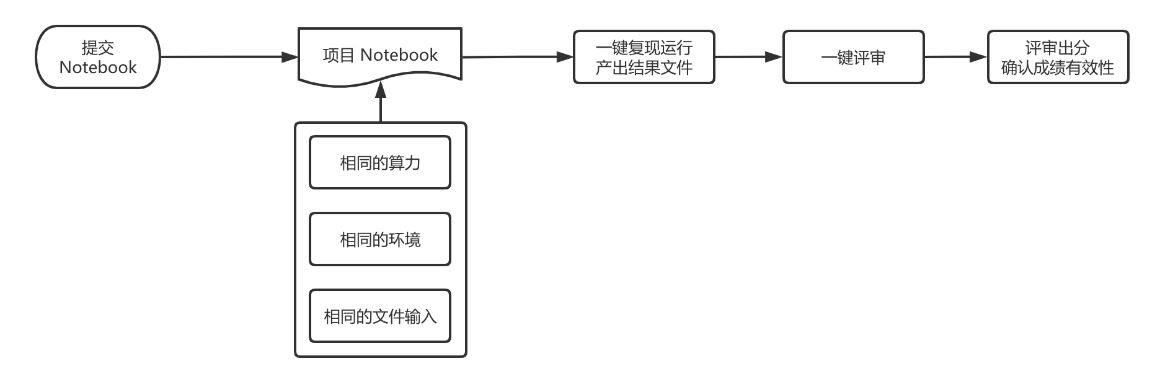 提交
Notebook
项目 Notebook
一键复现运行
产出结果文件
一键评审
评审出分
确认成绩有效性
相同的算力
相同的环境
相同的文件输入